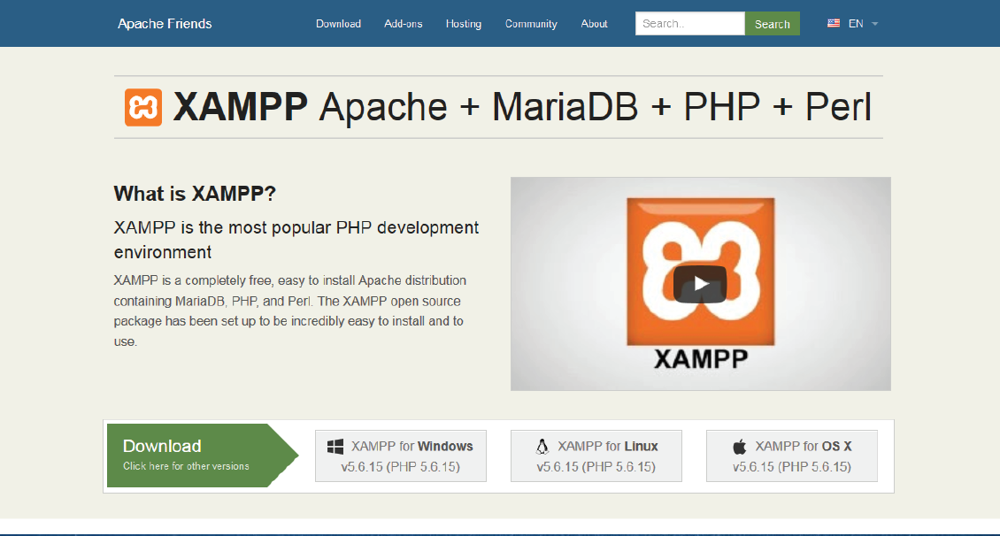 Apache Friends
Download Add-ons Hosting Community About Search... Search EN
XAMPP Apache + MariaDB + PHP + Perl
What is XAMPP?
XAMPP is the most popular PHP development
environment
XAMPP is a completely free, easy to install Apache distribution
containing MariaDB, PHP, and Perl. The XAMPP open source
package has been set up to be incredibly easy to install and to
use.
XAMPP
Download
Click here for other versions
XAMPP for Windows
v5.6.15 (PHP 5.6.15)
XAMPP for Linux
v5.6.15 (PHP 5.6.15)
XAMPP for OS X
v5.6.15 (PHP 5.6.15)